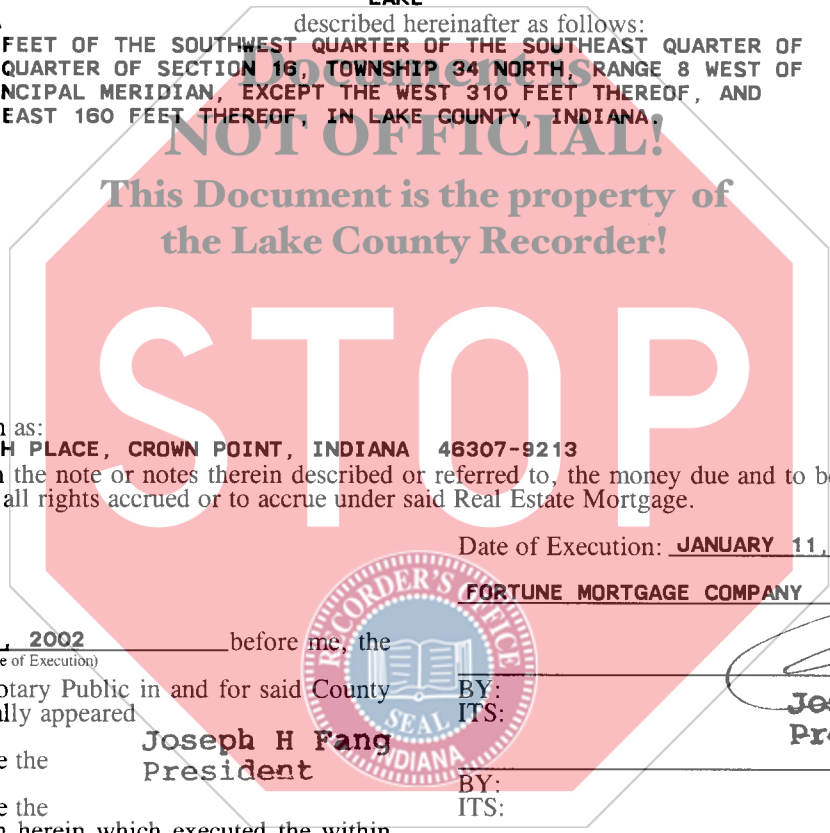 LAKE
described hereinafter as follows:
FEET OF THE SOUTHWEST QUARTER OF THE SOUTHEAST QUARTER OF
QUARTER OF SECTION 16, TOWNSHIP 34 NORTH, RANGE 8 WEST OF
NCIPAL MERIDIAN, EXCEPT THE WEST 310 FEET THEREOF, AND
EAST 160 FEET THEREOF, IN LAKE COUNTY, INDIANA.
Document is
NOT OFFICIAL!
This Document is the property of
the Lake County Recorder!
STOP
as:
H PLACE, CROWN POINT, INDIANA 46307-9213
the note or notes therein described or referred to, the money due and to be
all rights accrued or to accrue under said Real Estate Mortgage.
Date of Execution: JANUARY 11,
FORTUNE MORTGAGE COMPANY
2002 before me, the
e of Execution)
otary Public in and for said County
ally appeared
Joseph H Fang
President
e the
e the
herein which executed the within
BY:
ITS:
Jos
Pre
BY:
ITS:
RECORDER'S OFFICE
SEAL
INDIANA